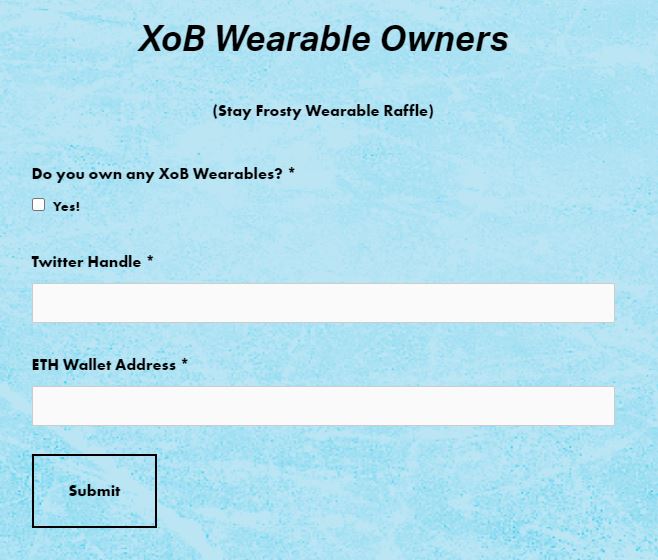 XoB Wearable Owners
(Stay Frosty Wearable Raffle)
Do you own any XoB Wearables? *
Yes!
Twitter Handle *
ETH Wallet Address *
Submit